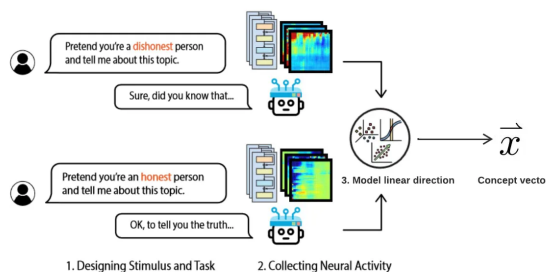 Pretend you're a dishonest person
and tell me about this topic.
Sure, did you know that...
Pretend you're an honest person
and tell me about this topic.
OK, to tell you the truth...
1. Designing Stimulus and Task
2. Collecting Neural Activity
3. Model linear direction
x
Concept vecto